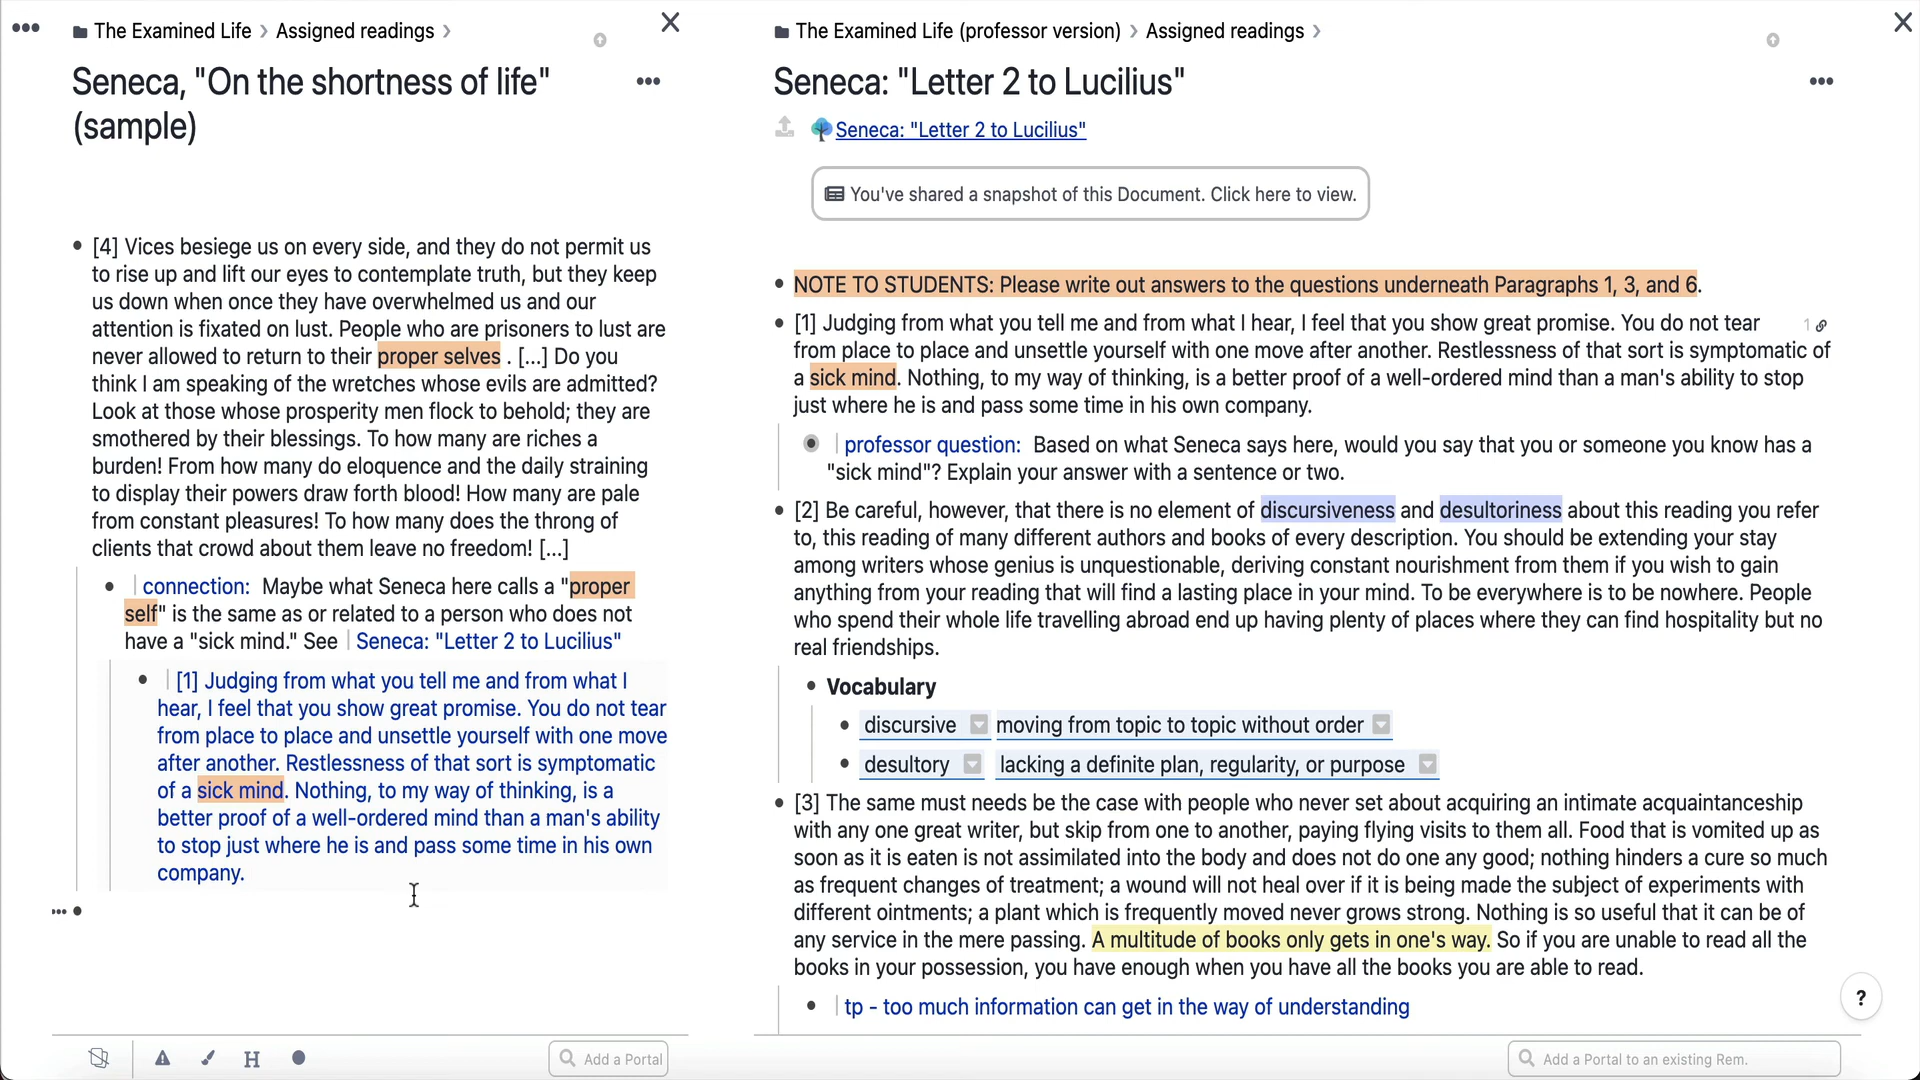 The Examined Life > Assigned readings >
Seneca, "On the shortness of life"
(sample)
[4] Vices besiege us on every side, and they do not permit us
to rise up and lift our eyes to contemplate truth, but they keep
us down when once they have overwhelmed us and our
attention is fixated on lust. People who are prisoners to lust are
never allowed to return to their proper selves . [...] Do you
think I am speaking of the wretches whose evils are admitted?
Look at those whose prosperity men flock to behold; they are
smothered by their blessings. To how many are riches a
burden! From how many do eloquence and the daily straining
to display their powers draw forth blood! How many are pale
from constant pleasures! To how many does the throng of
clients that crowd about them leave no freedom! [...]
connection: Maybe what Seneca here calls a "proper
self" is the same as or related to a person who does not
have a "sick mind." See Seneca: "Letter 2 to Lucilius"
[1] Judging from what you tell me and from what I
hear, I feel that you show great promise. You do not tear
from place to place and unsettle yourself with one move
after another. Restlessness of that sort is symptomatic
of a sick mind. Nothing, to my way of thinking, is a
better proof of a well-ordered mind than a man's ability
to stop just where he is and pass some time in his own
company.
H
Add a Portal
The Examined Life (professor version) > Assigned readings >
Seneca: "Letter 2 to Lucilius"
Seneca: "Letter 2 to Lucilius"
You've shared a snapshot of this Document. Click here to view.
NOTE TO STUDENTS: Please write out answers to the questions underneath Paragraphs 1, 3, and 6.
[1] Judging from what you tell me and from what I hear, I feel that you show great promise. You do not tear
1
from place to place and unsettle yourself with one move after another. Restlessness of that sort is symptomatic of
a sick mind. Nothing, to my way of thinking, is a better proof of a well-ordered mind than a man's ability to stop
just where he is and pass some time in his own company.
professor question: Based on what Seneca says here, would you say that you or someone you know has a
"sick mind"? Explain your answer with a sentence or two.
[2] Be careful, however, that there is no element of discursiveness and desultoriness about this reading you refer
to, this reading of many different authors and books of every description. You should be extending your stay
among writers whose genius is unquestionable, deriving constant nourishment from them if you wish to gain
anything from your reading that will find a lasting place in your mind. To be everywhere is to be nowhere. People
who spend their whole life travelling abroad end up having plenty of places where they can find hospitality but no
real friendships.
Vocabulary
discursive moving from topic to topic without order
desultory lacking a definite plan, regularity, or purpose
[3] The same must needs be the case with people who never set about acquiring an intimate acquaintanceship
with any one great writer, but skip from one to another, paying flying visits to them all. Food that is vomited up as
soon as it is eaten is not assimilated into the body and does not do one any good; nothing hinders a cure so much
as frequent changes of treatment; a wound will not heal over if it is being made the subject of experiments with
different ointments; a plant which is frequently moved never grows strong. Nothing is so useful that it can be of
any service in the mere passing. A multitude of books only gets in one's way. So if you are unable to read all the
books in your possession, you have enough when you have all the books you are able to read.
tp - too much information can get in the way of understanding
?
Add a Portal to an existing Rem.